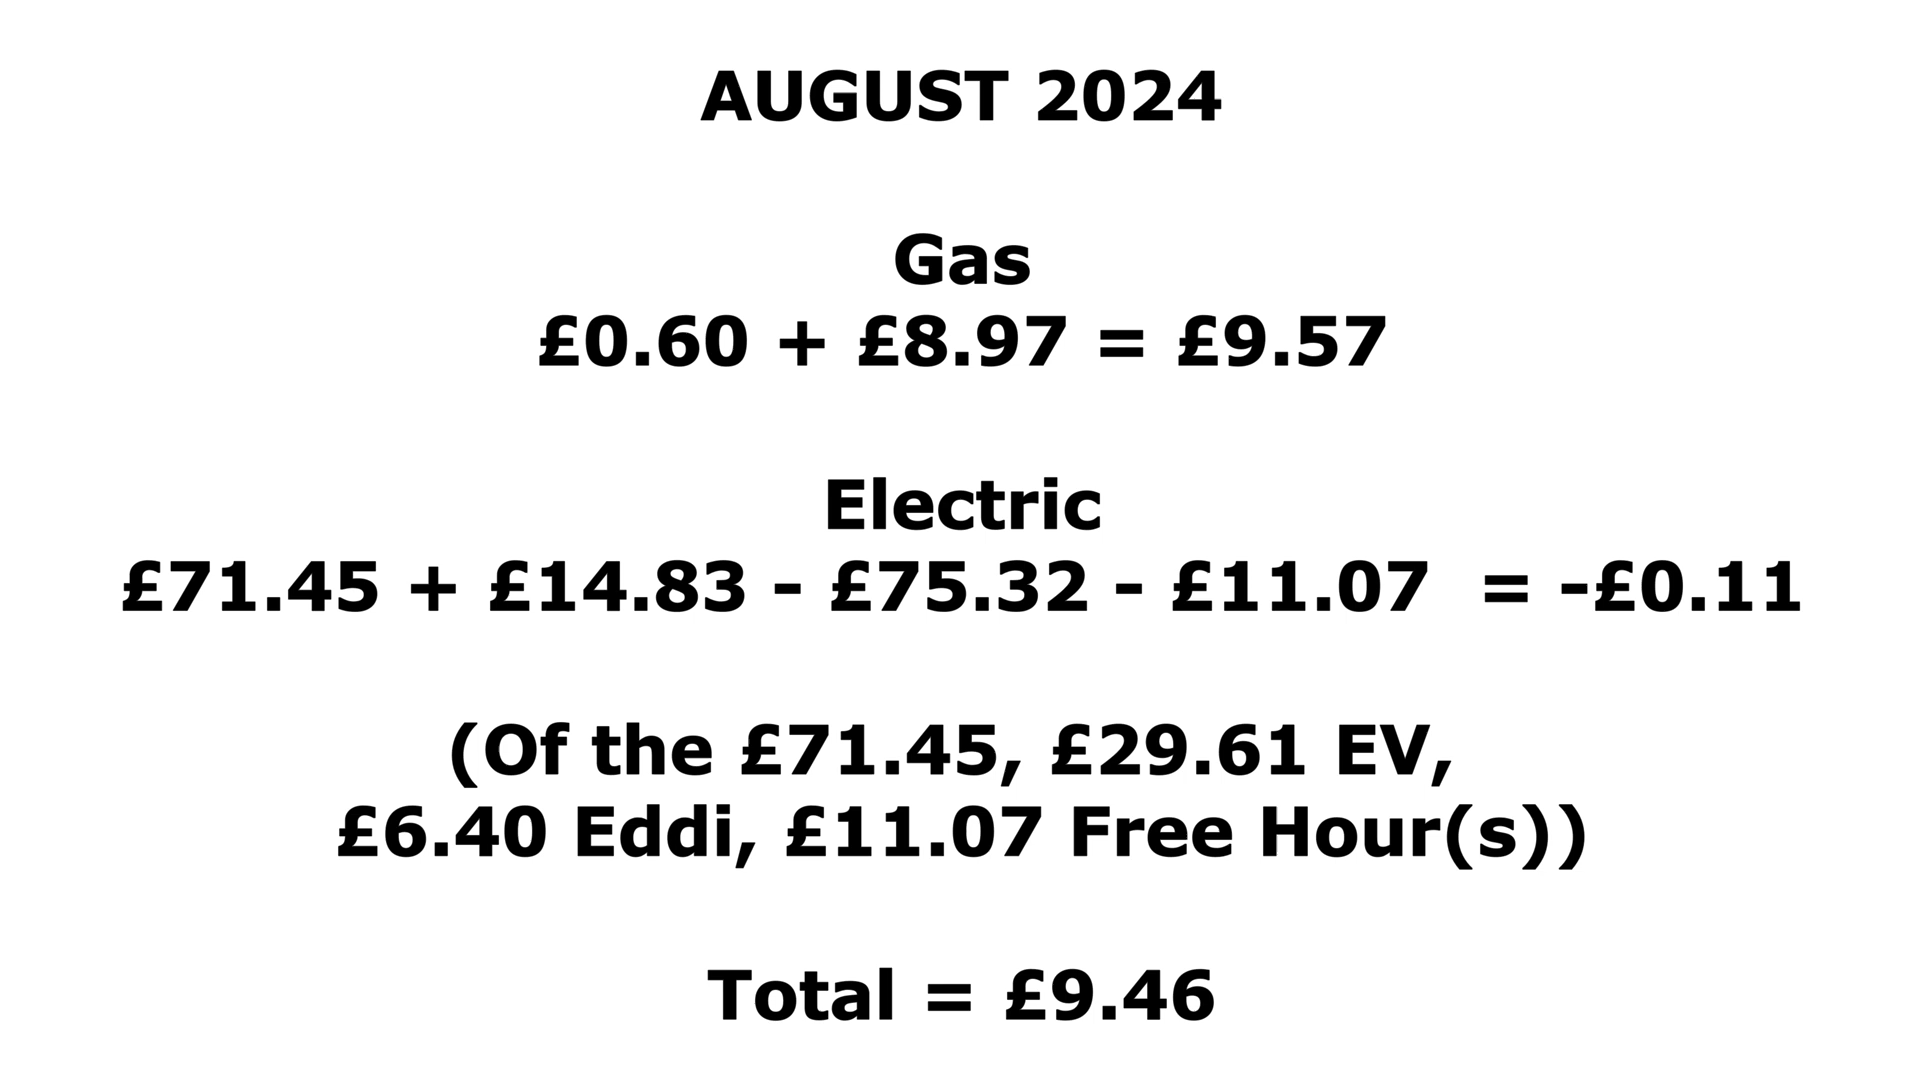 AUGUST 2024
Gas
£0.60 + £8.97 = £9.57
Electric
£71.45 + £14.83 - £75.32 - £11.07  = -£0.11
(Of the £71.45, £29.61 EV,
£6.40 Eddi, £11.07 Free Hour(s))
Total = £9.46